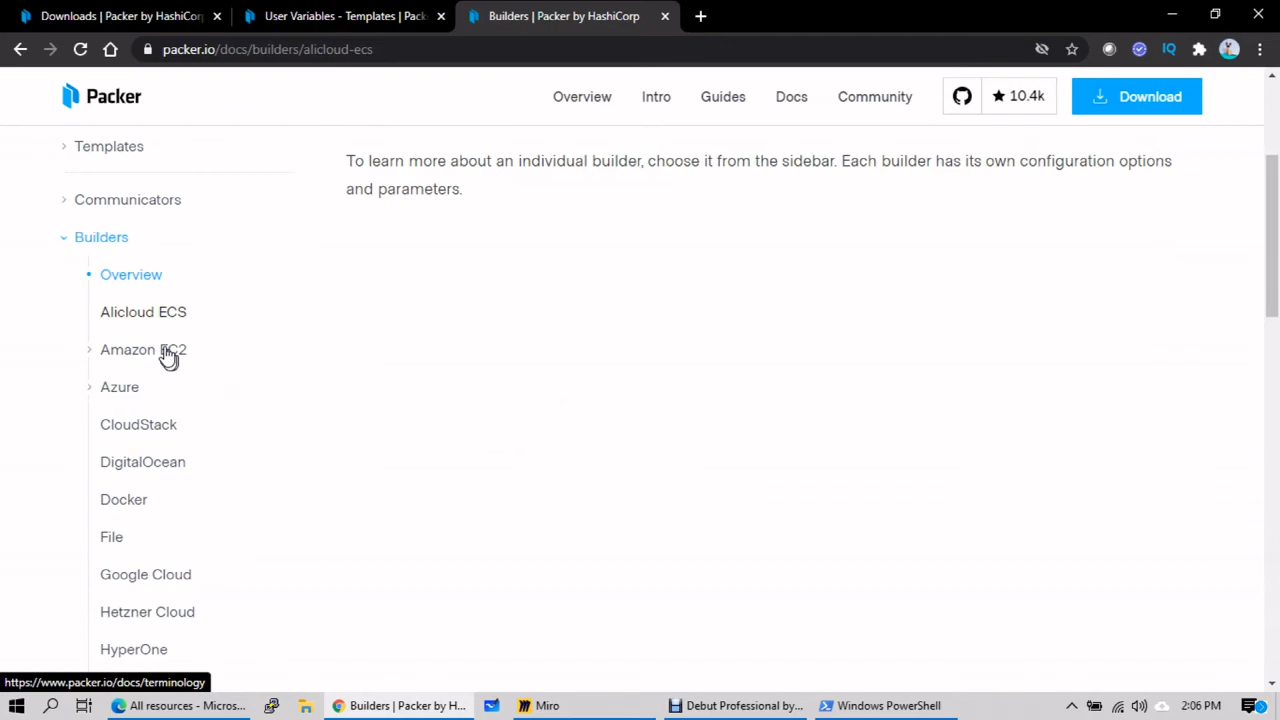 Downloads | Packer by HashiCorp
User Variables - Templates | Pack
Builders | Packer by HashiCorp
packer.io/docs/builders/alicloud-ecs
IQ
Packer
Overview
Intro
Guides
Docs
Community
10.4k
Download
Templates
To learn more about an individual builder, choose it from the sidebar. Each builder has its own configuration options
and parameters.
Communicators
Builders
Overview
Alicloud ECS
Amazon EC2
Azure
CloudStack
DigitalOcean
Docker
File
Google Cloud
Hetzner Cloud
HyperOne
https://www.packer.io/docs/terminology
All resources - Micros...
Builders | Packer by H...
Miro
Debut Professional by...
Windows PowerShell
2:06 PM